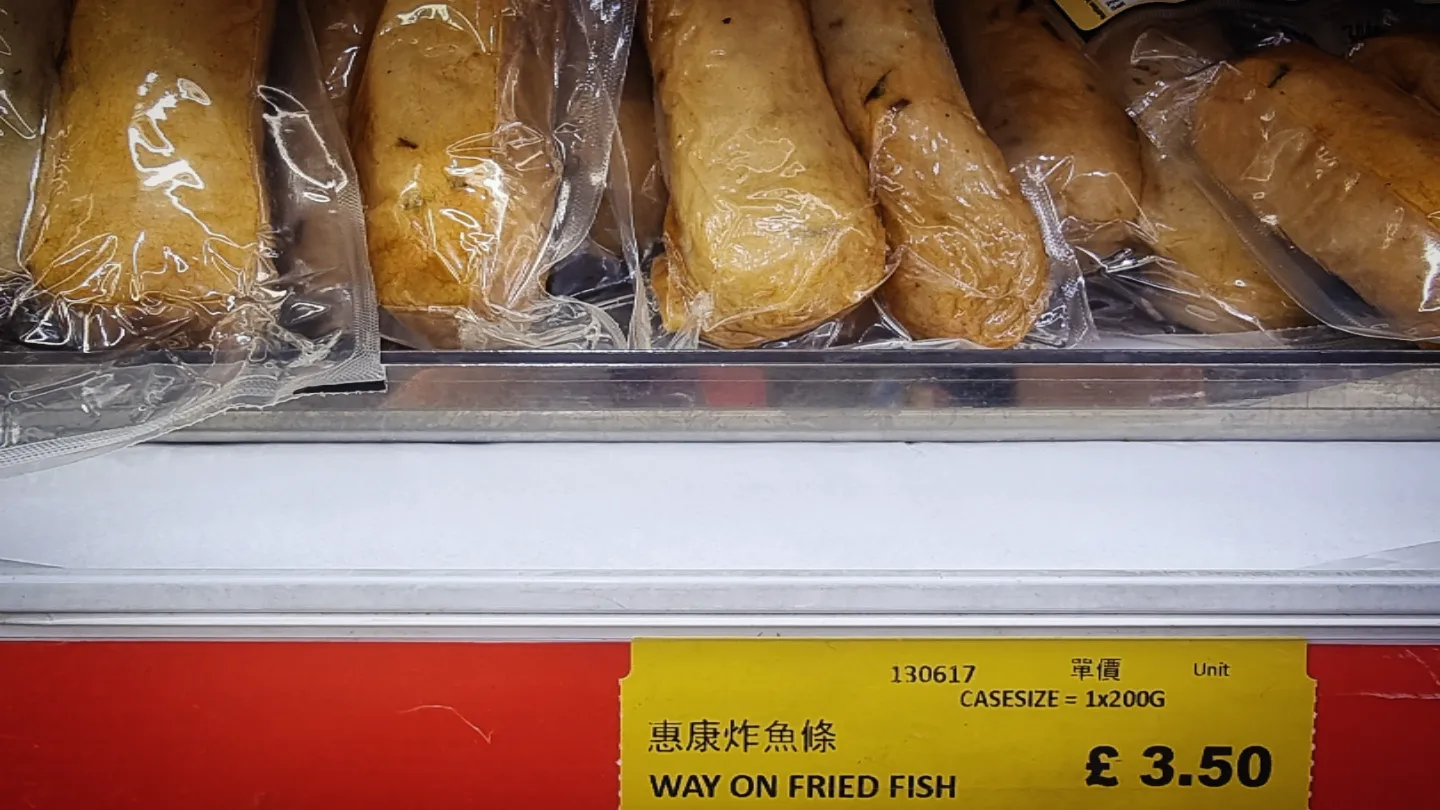 130617 單價 Unit
CASESIZE = 1x200G
惠康炸魚條
WAY ON FRIED FISH £ 3.50